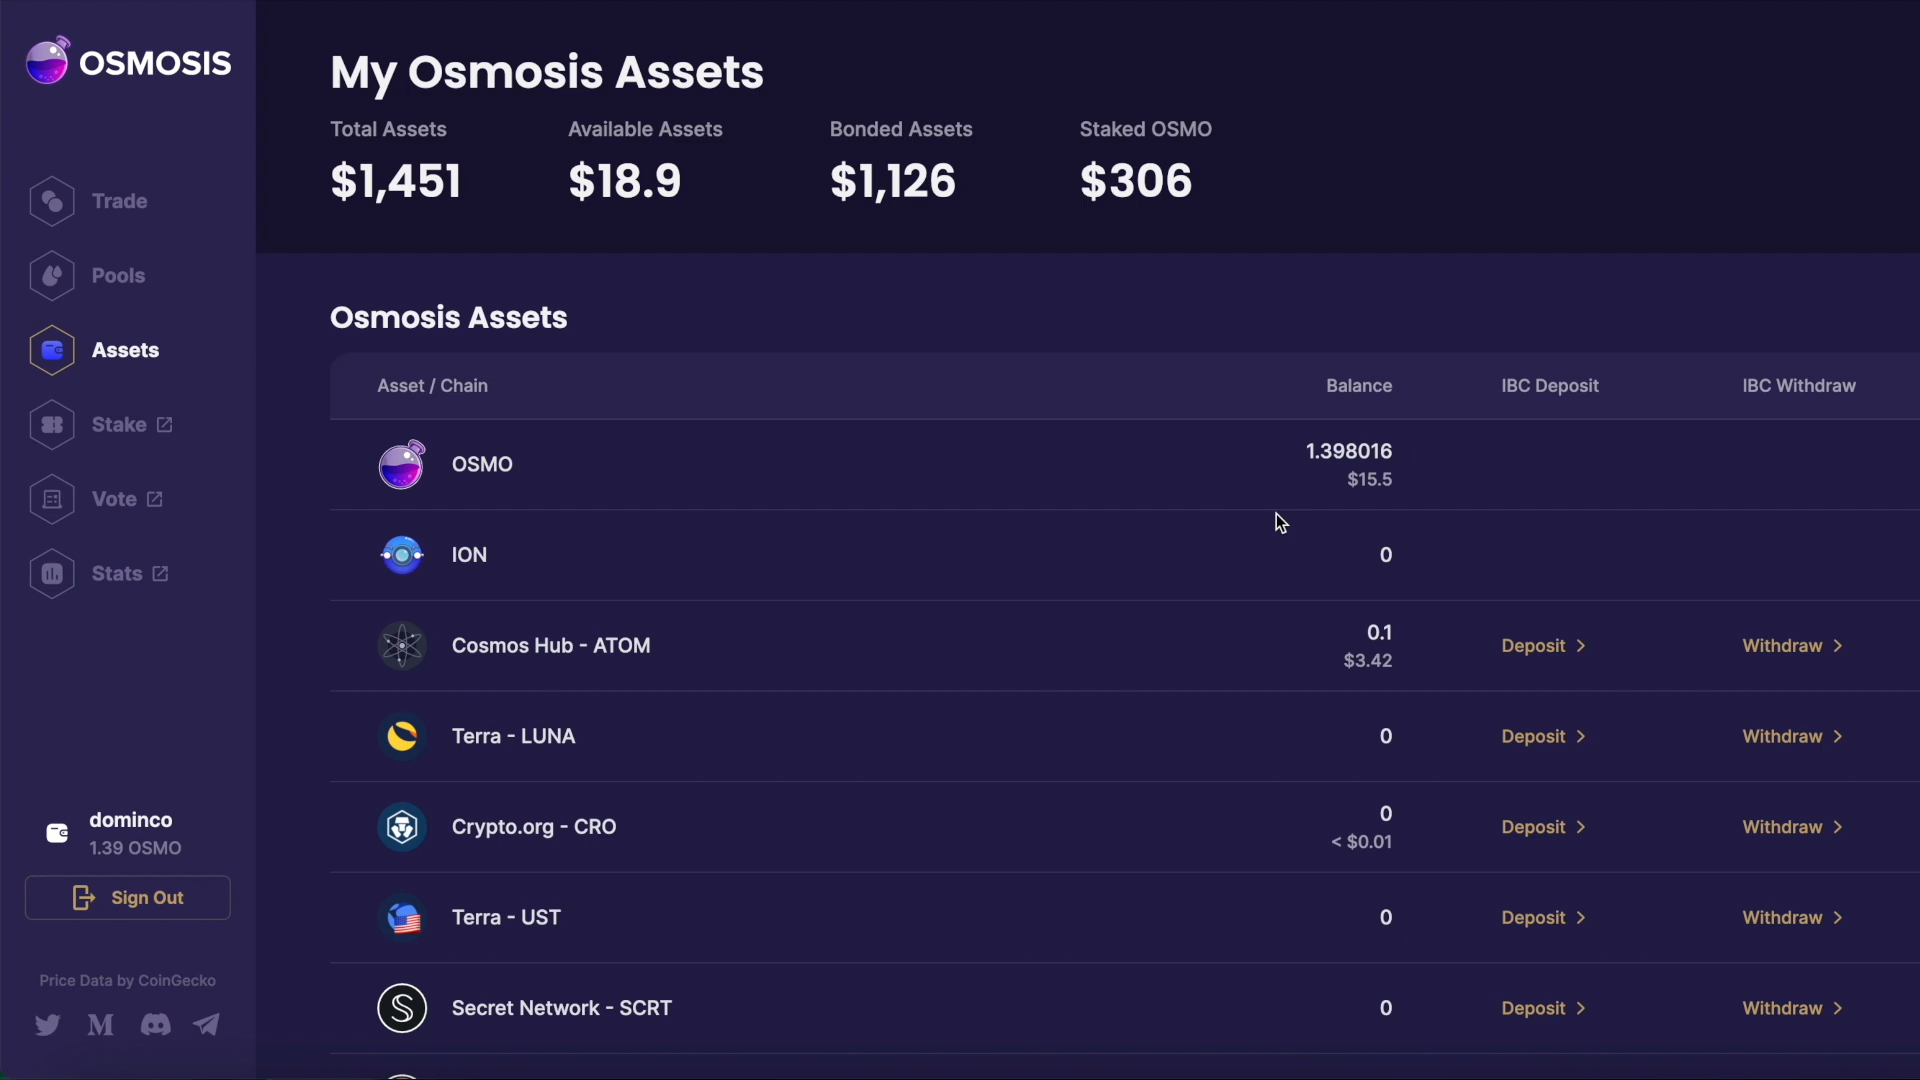 OSMOSIS
Trade
Pools
Assets
Stake
Vote
Stats
dominco
1.39 OSMO
Sign Out
Price Data by CoinGecko
My Osmosis Assets
Total Assets Available Assets Bonded Assets Staked OSMO
$1,451 $18.9 $1,126 $306
Osmosis Assets
Asset / Chain Balance IBC Deposit IBC Withdraw
OSMO 1.398016
$15.5
ION 0
Cosmos Hub - ATOM 0.1 Deposit Withdraw
$3.42
Terra - LUNA 0 Deposit Withdraw
Crypto.org - CRO 0 Deposit Withdraw
< $0.01
Terra - UST 0 Deposit Withdraw
Secret Network - SCRT 0 Deposit Withdraw